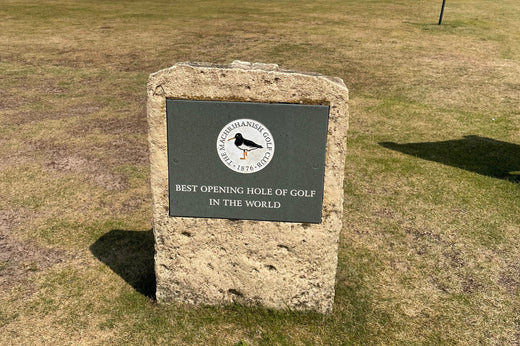 THE MACHRIHANISH GOLF CLUB
· 1876 ·
BEST OPENING HOLE OF GOLF
IN THE WORLD